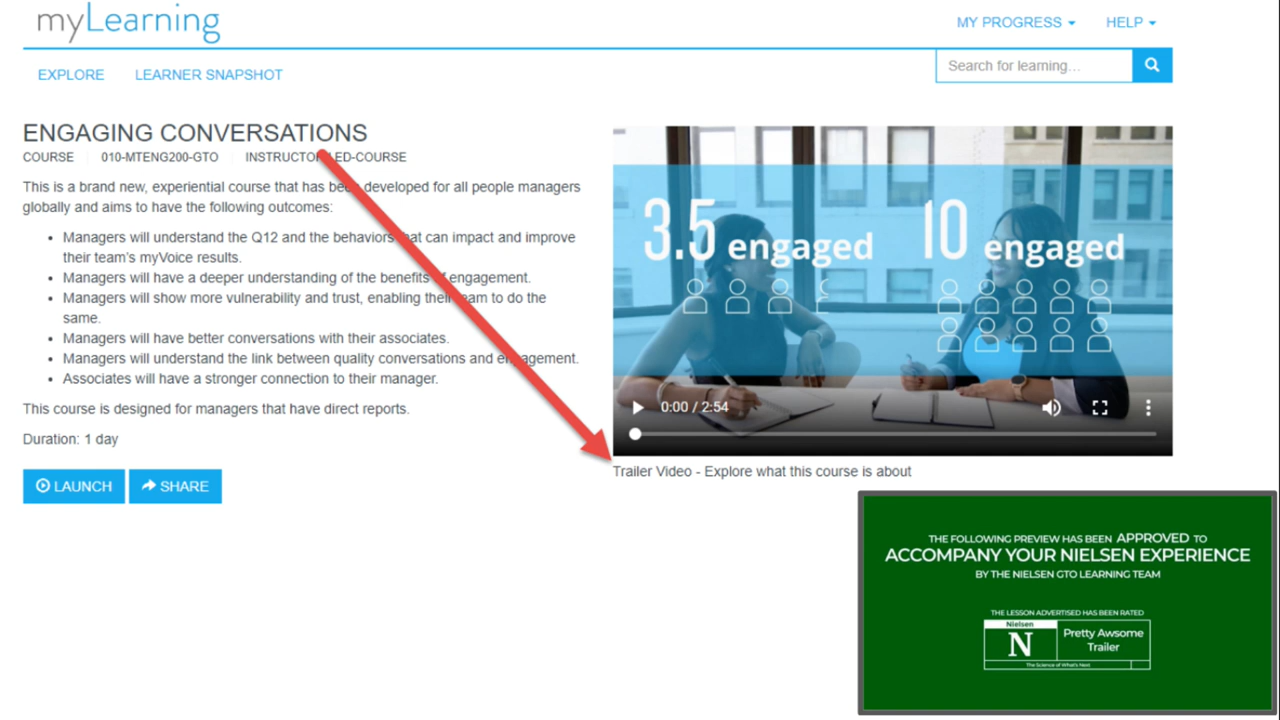 myLearning
MY PROGRESS
HELP
EXPLORE
LEARNER SNAPSHOT
Search for learning...
ENGAGING CONVERSATIONS
COURSE
010-MTENG200-GTO
INSTRUCTOR-LED-COURSE
This is a brand new, experiential course that has been developed for all people managers
globally and aims to have the following outcomes:
• Managers will understand the Q12 and the behaviors that can impact and improve
their team's myVoice results.
• Managers will have a deeper understanding of the benefits of engagement.
• Managers will show more vulnerability and trust, enabling their team to do the
same.
• Managers will have better conversations with their associates.
• Managers will understand the link between quality conversations and engagement.
• Associates will have a stronger connection to their manager.
This course is designed for managers that have direct reports.
Duration: 1 day
LAUNCH
SHARE
3.5 engaged
10 engaged
0:00 / 2:54
Trailer Video - Explore what this course is about
THE FOLLOWING PREVIEW HAS BEEN APPROVED TO
ACCOMPANY YOUR NIELSEN EXPERIENCE
BY THE NIELSEN GTO LEARNING TEAM
THE LESSON ADVERTISED HAS BEEN RATED
Nielsen
N
Pretty Awsome
Trailer
The Science of What's Next